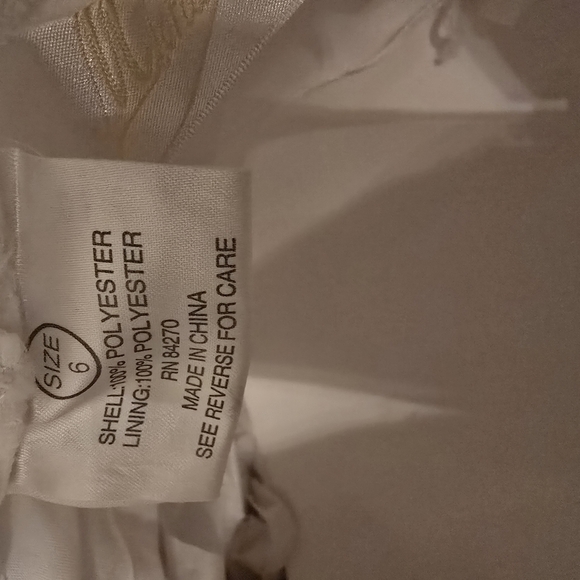 SIZE
6
SHELL:100% POLYESTER
LINING:100% POLYESTER
RN 84270
MADE IN CHINA
SEE REVERSE FOR CARE